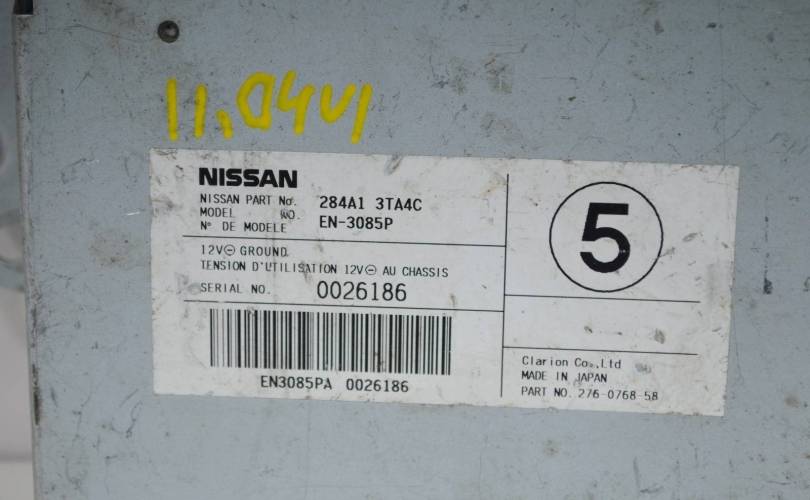 11.04VI
NISSAN
NISSAN PART No. 284A1 3TA4C
MODEL NO. EN-3085P
N° DE MODELE
12V⊖ GROUND
TENSION D'UTILISATION 12V⊖ AU CHASSIS
SERIAL NO. 0026186
EN3085PA 0026186
5
Clarion Co.,Ltd
MADE IN JAPAN
PART NO. 276-0768-58